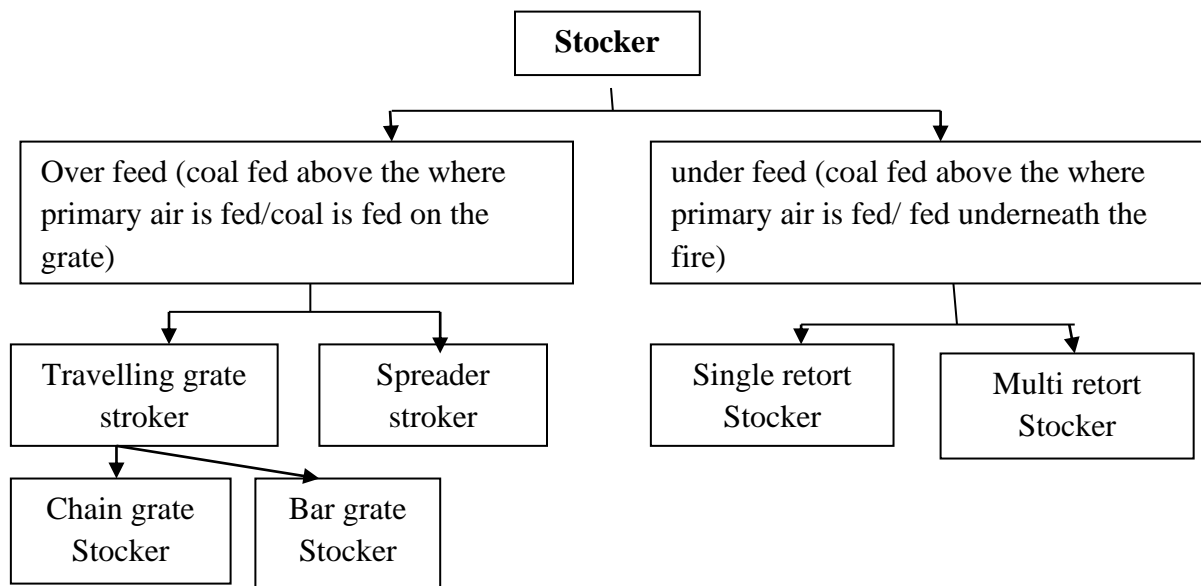 Stocker
Over feed (coal fed above the where
primary air is fed/coal is fed on the
grate)
under feed (coal fed above the where
primary air is fed/ fed underneath the
fire)
Travelling grate
stroker
Spreader
stroker
Single retort
Stocker
Multi retort
Stocker
Chain grate
Stocker
Bar grate
Stocker